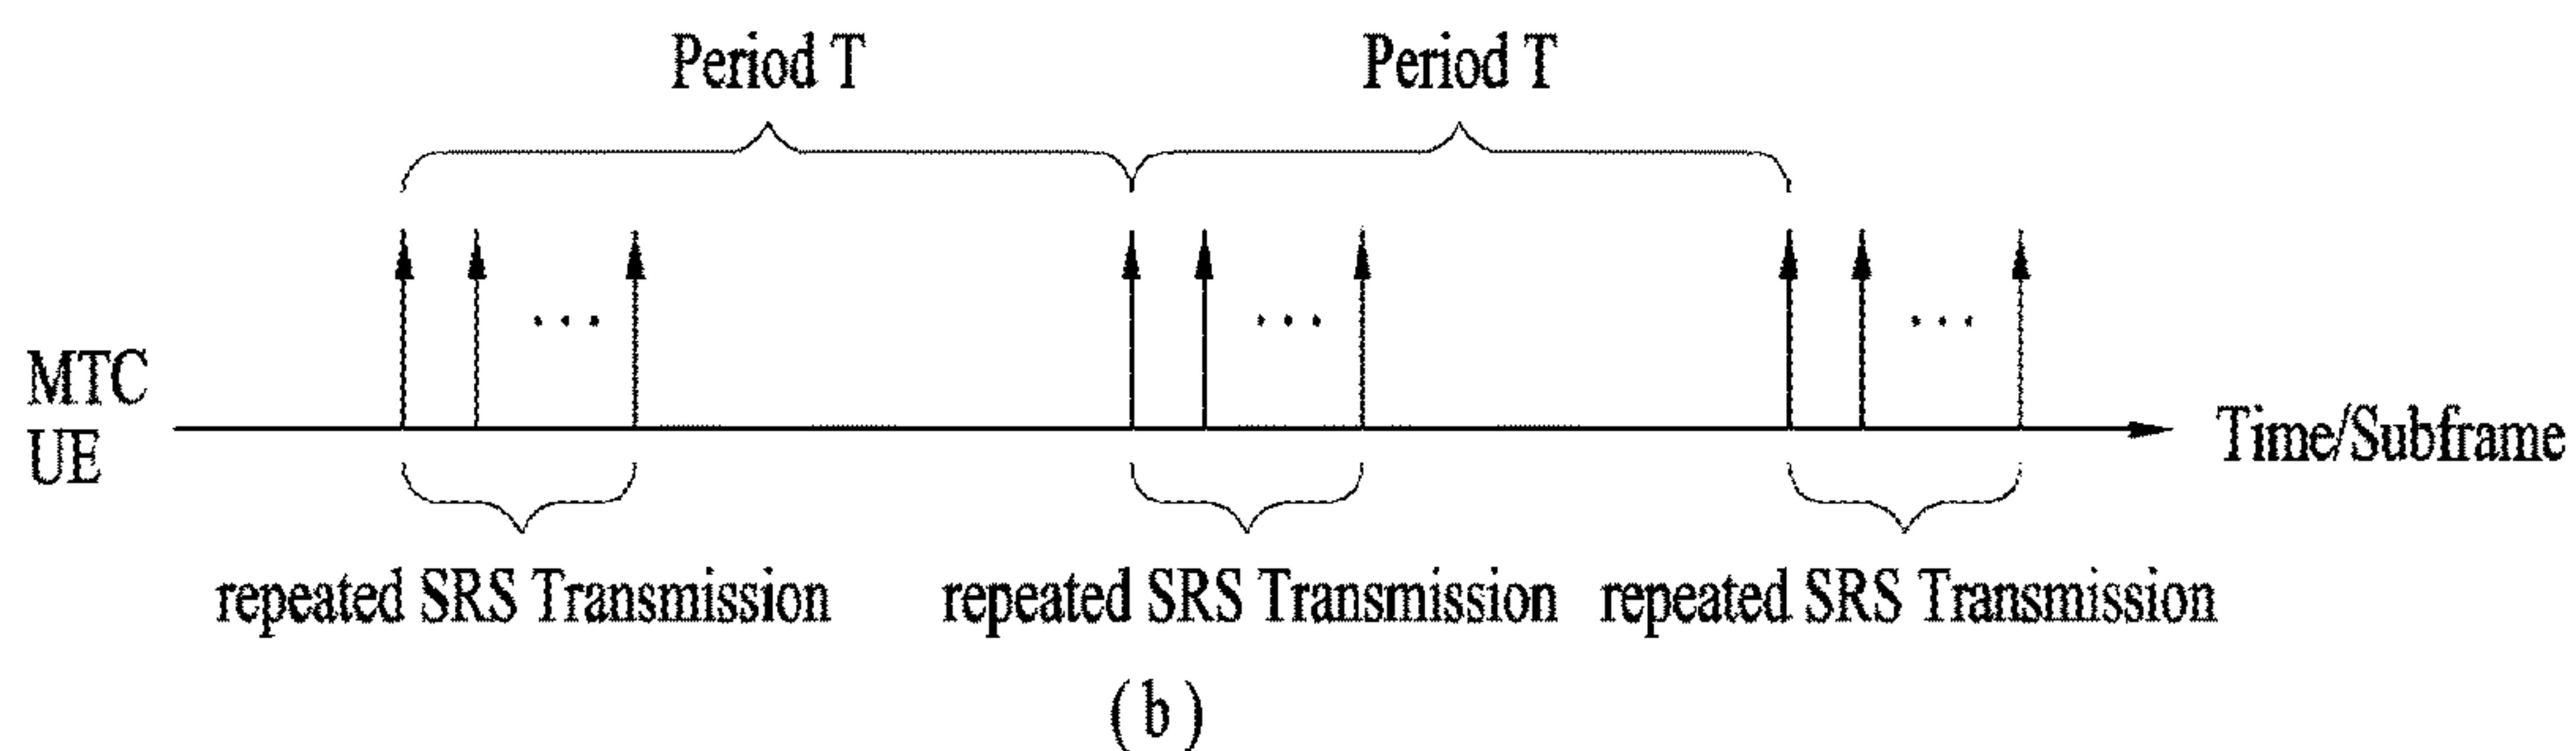 Period T
Period T
...
...
...
MTC
UE
Time/Subframe
repeated SRS Transmission
repeated SRS Transmission
repeated SRS Transmission
( b )